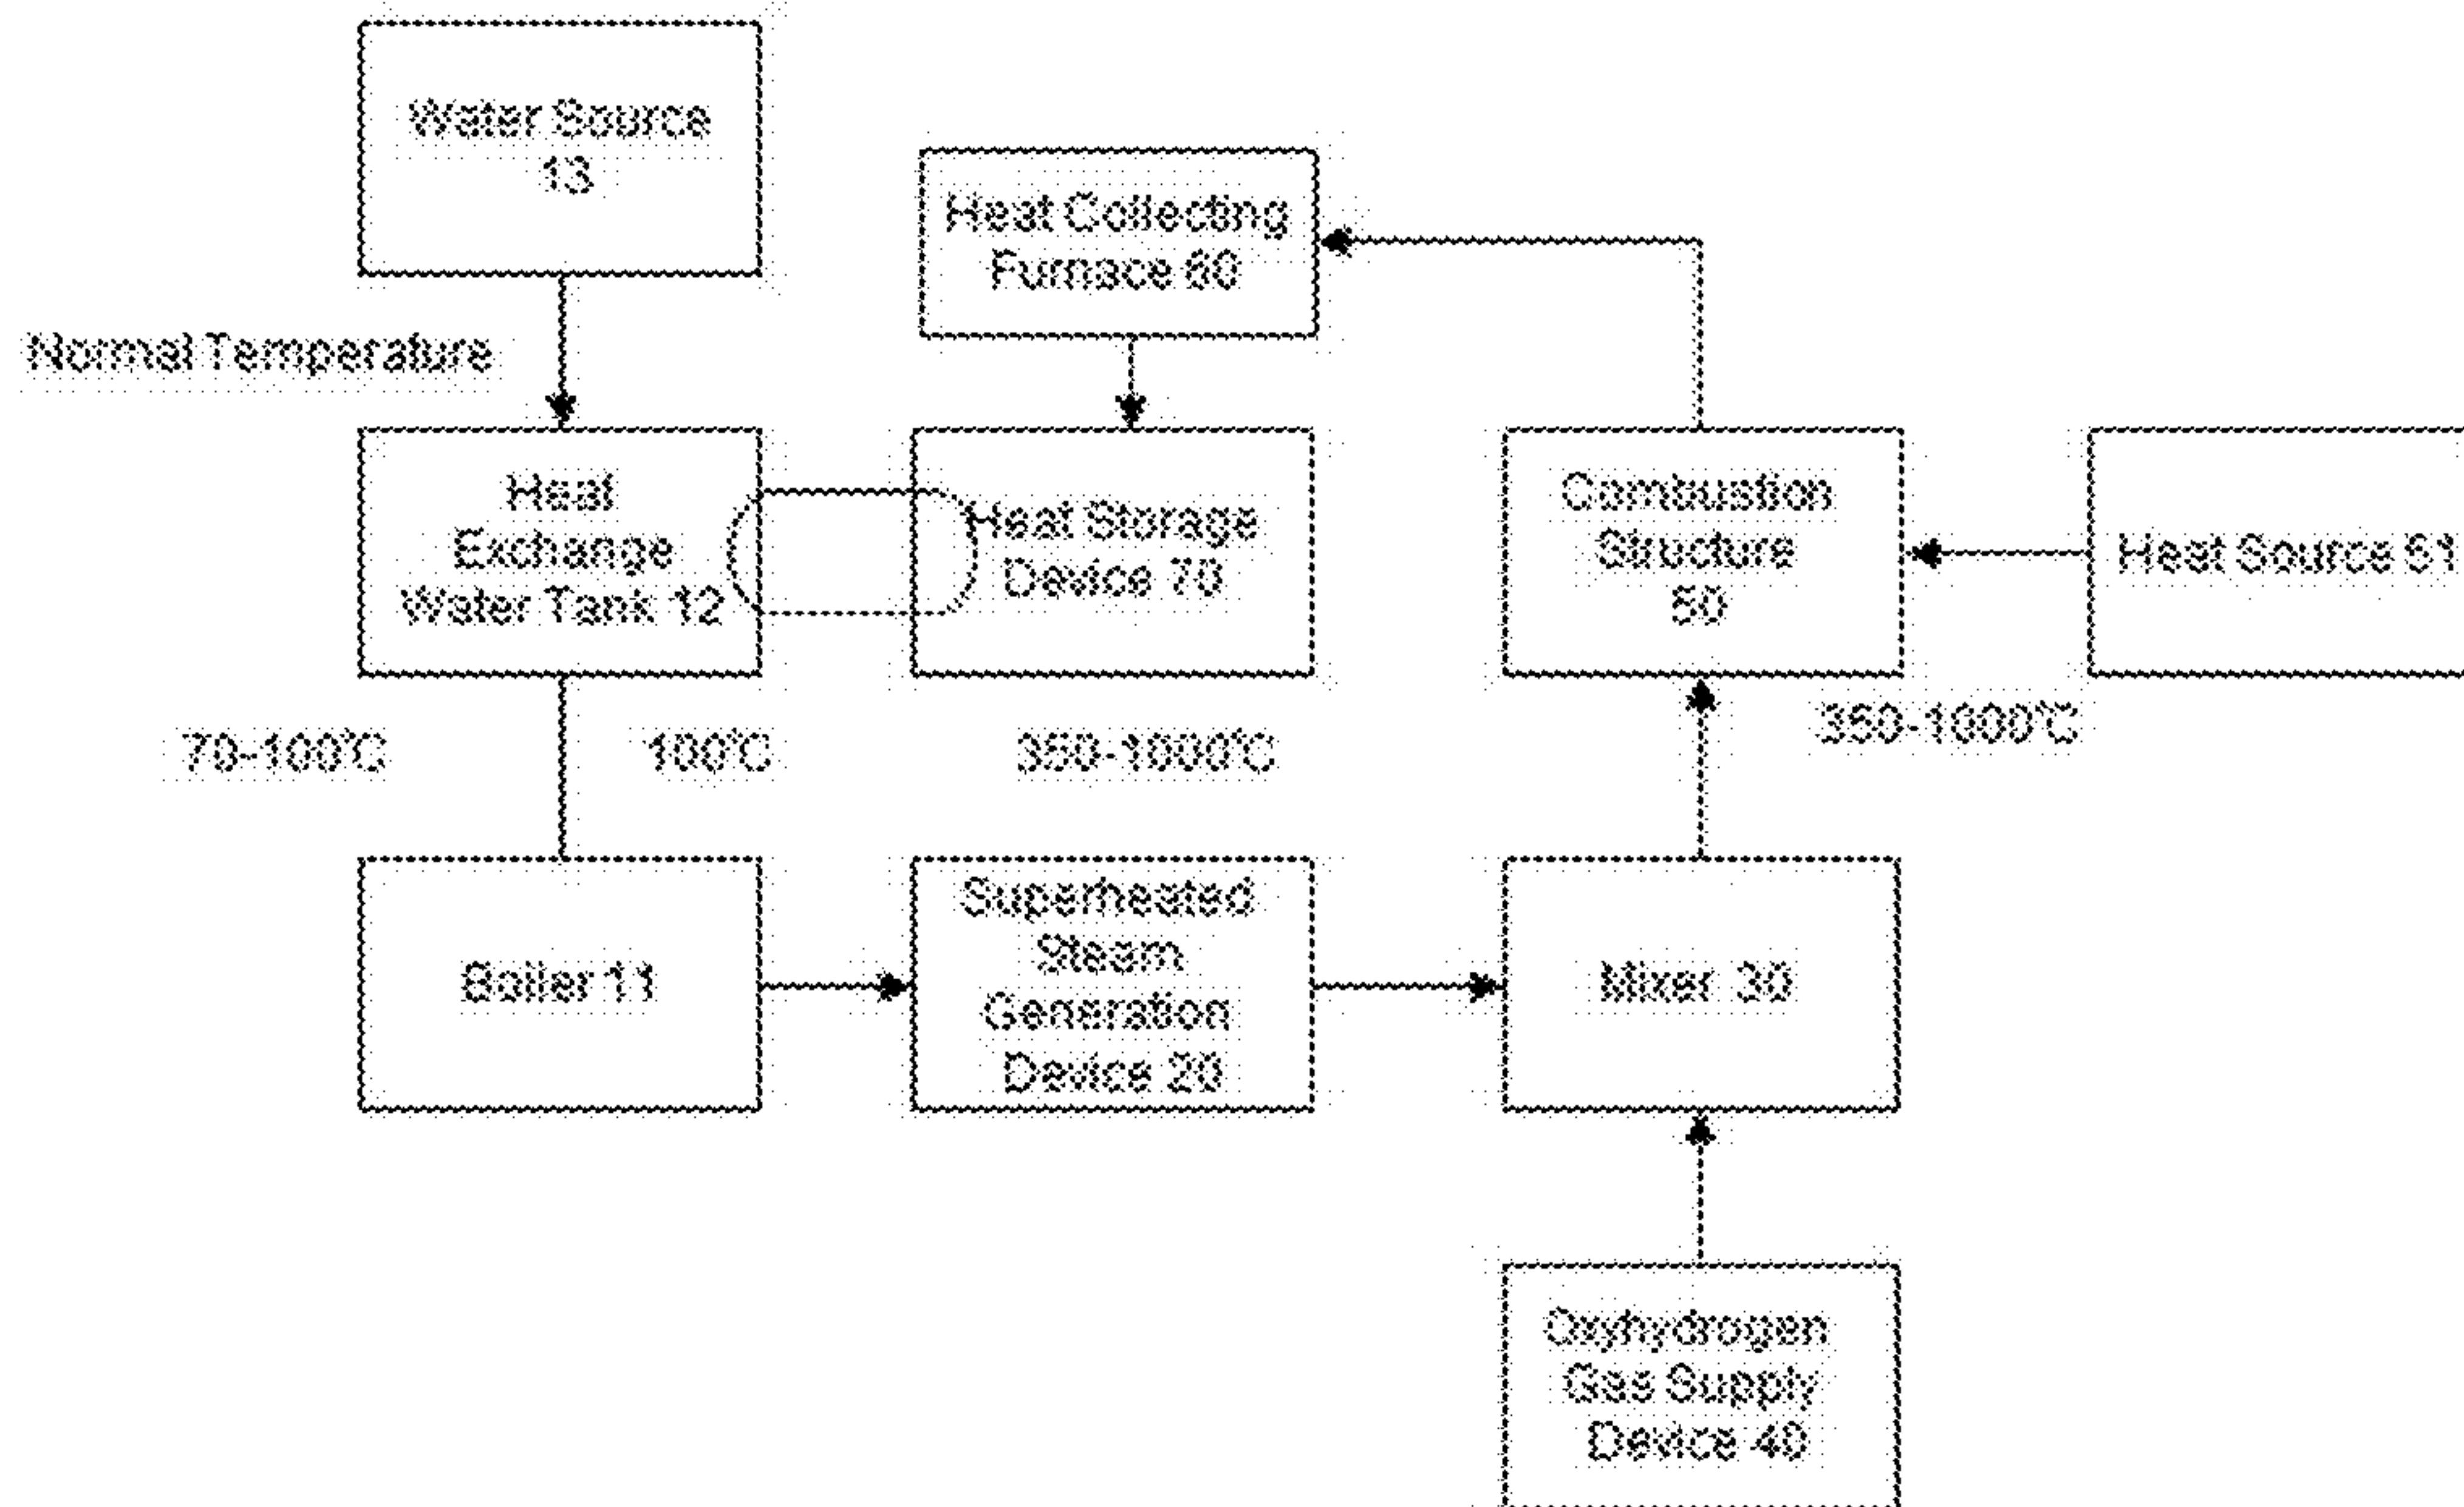 Water Source
13
Heat Collecting
Furnace 60
Normal Temperature
Heat
Exchange
Water Tank 12
Heat Storage
Device 70
Combustion
Structure
50
Heat Source 51
70-100℃
100℃
350-1000℃
350-1000℃
Boiler 11
Superheated
Steam
Generation
Device 20
Mixer 30
Oxyhydrogen
Gas Supply
Device 40